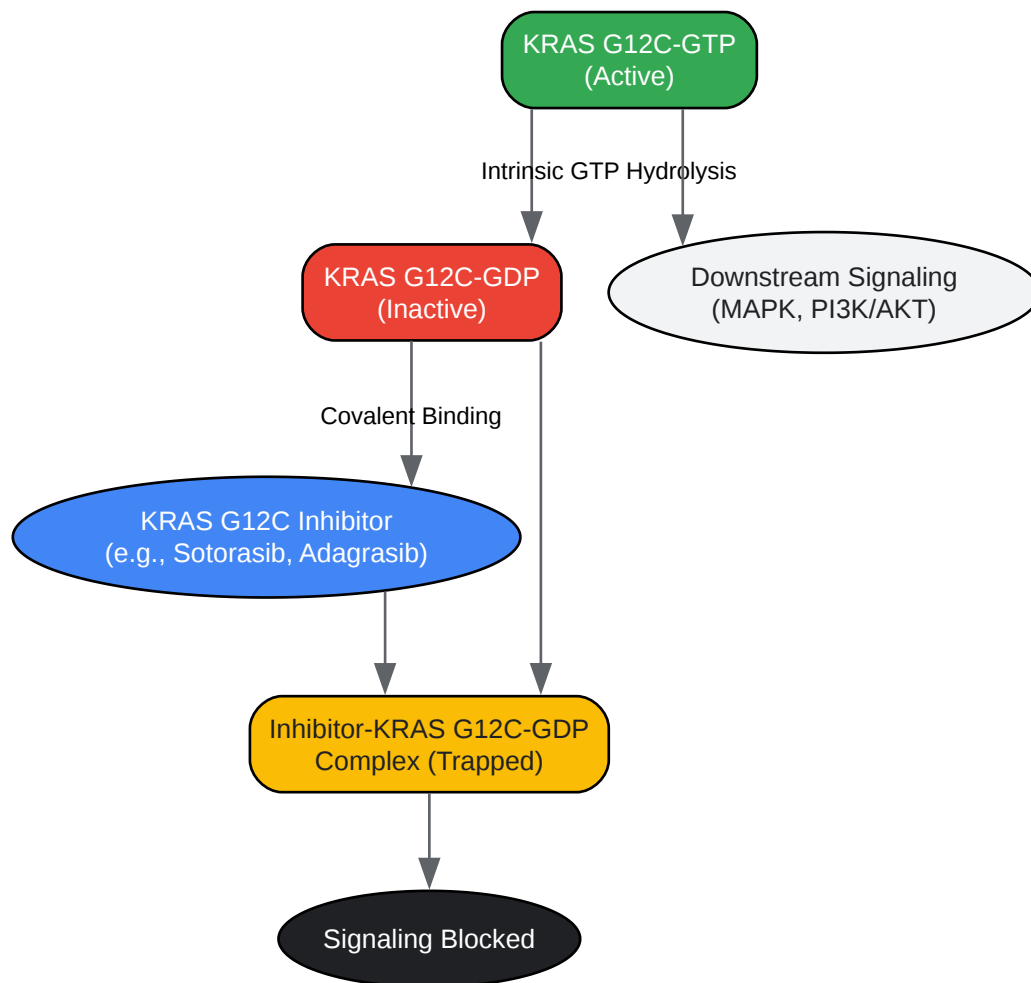 KRAS G12C-GTP
(Active)
Intrinsic GTP Hydrolysis
KRAS G12C-GDP
(Inactive)
Downstream Signaling
(MAPK, PI3K/AKT)
Covalent Binding
KRAS G12C Inhibitor
(e.g., Sotorasib, Adagrasib)
Inhibitor-KRAS G12C-GDP
Complex (Trapped)
Signaling Blocked